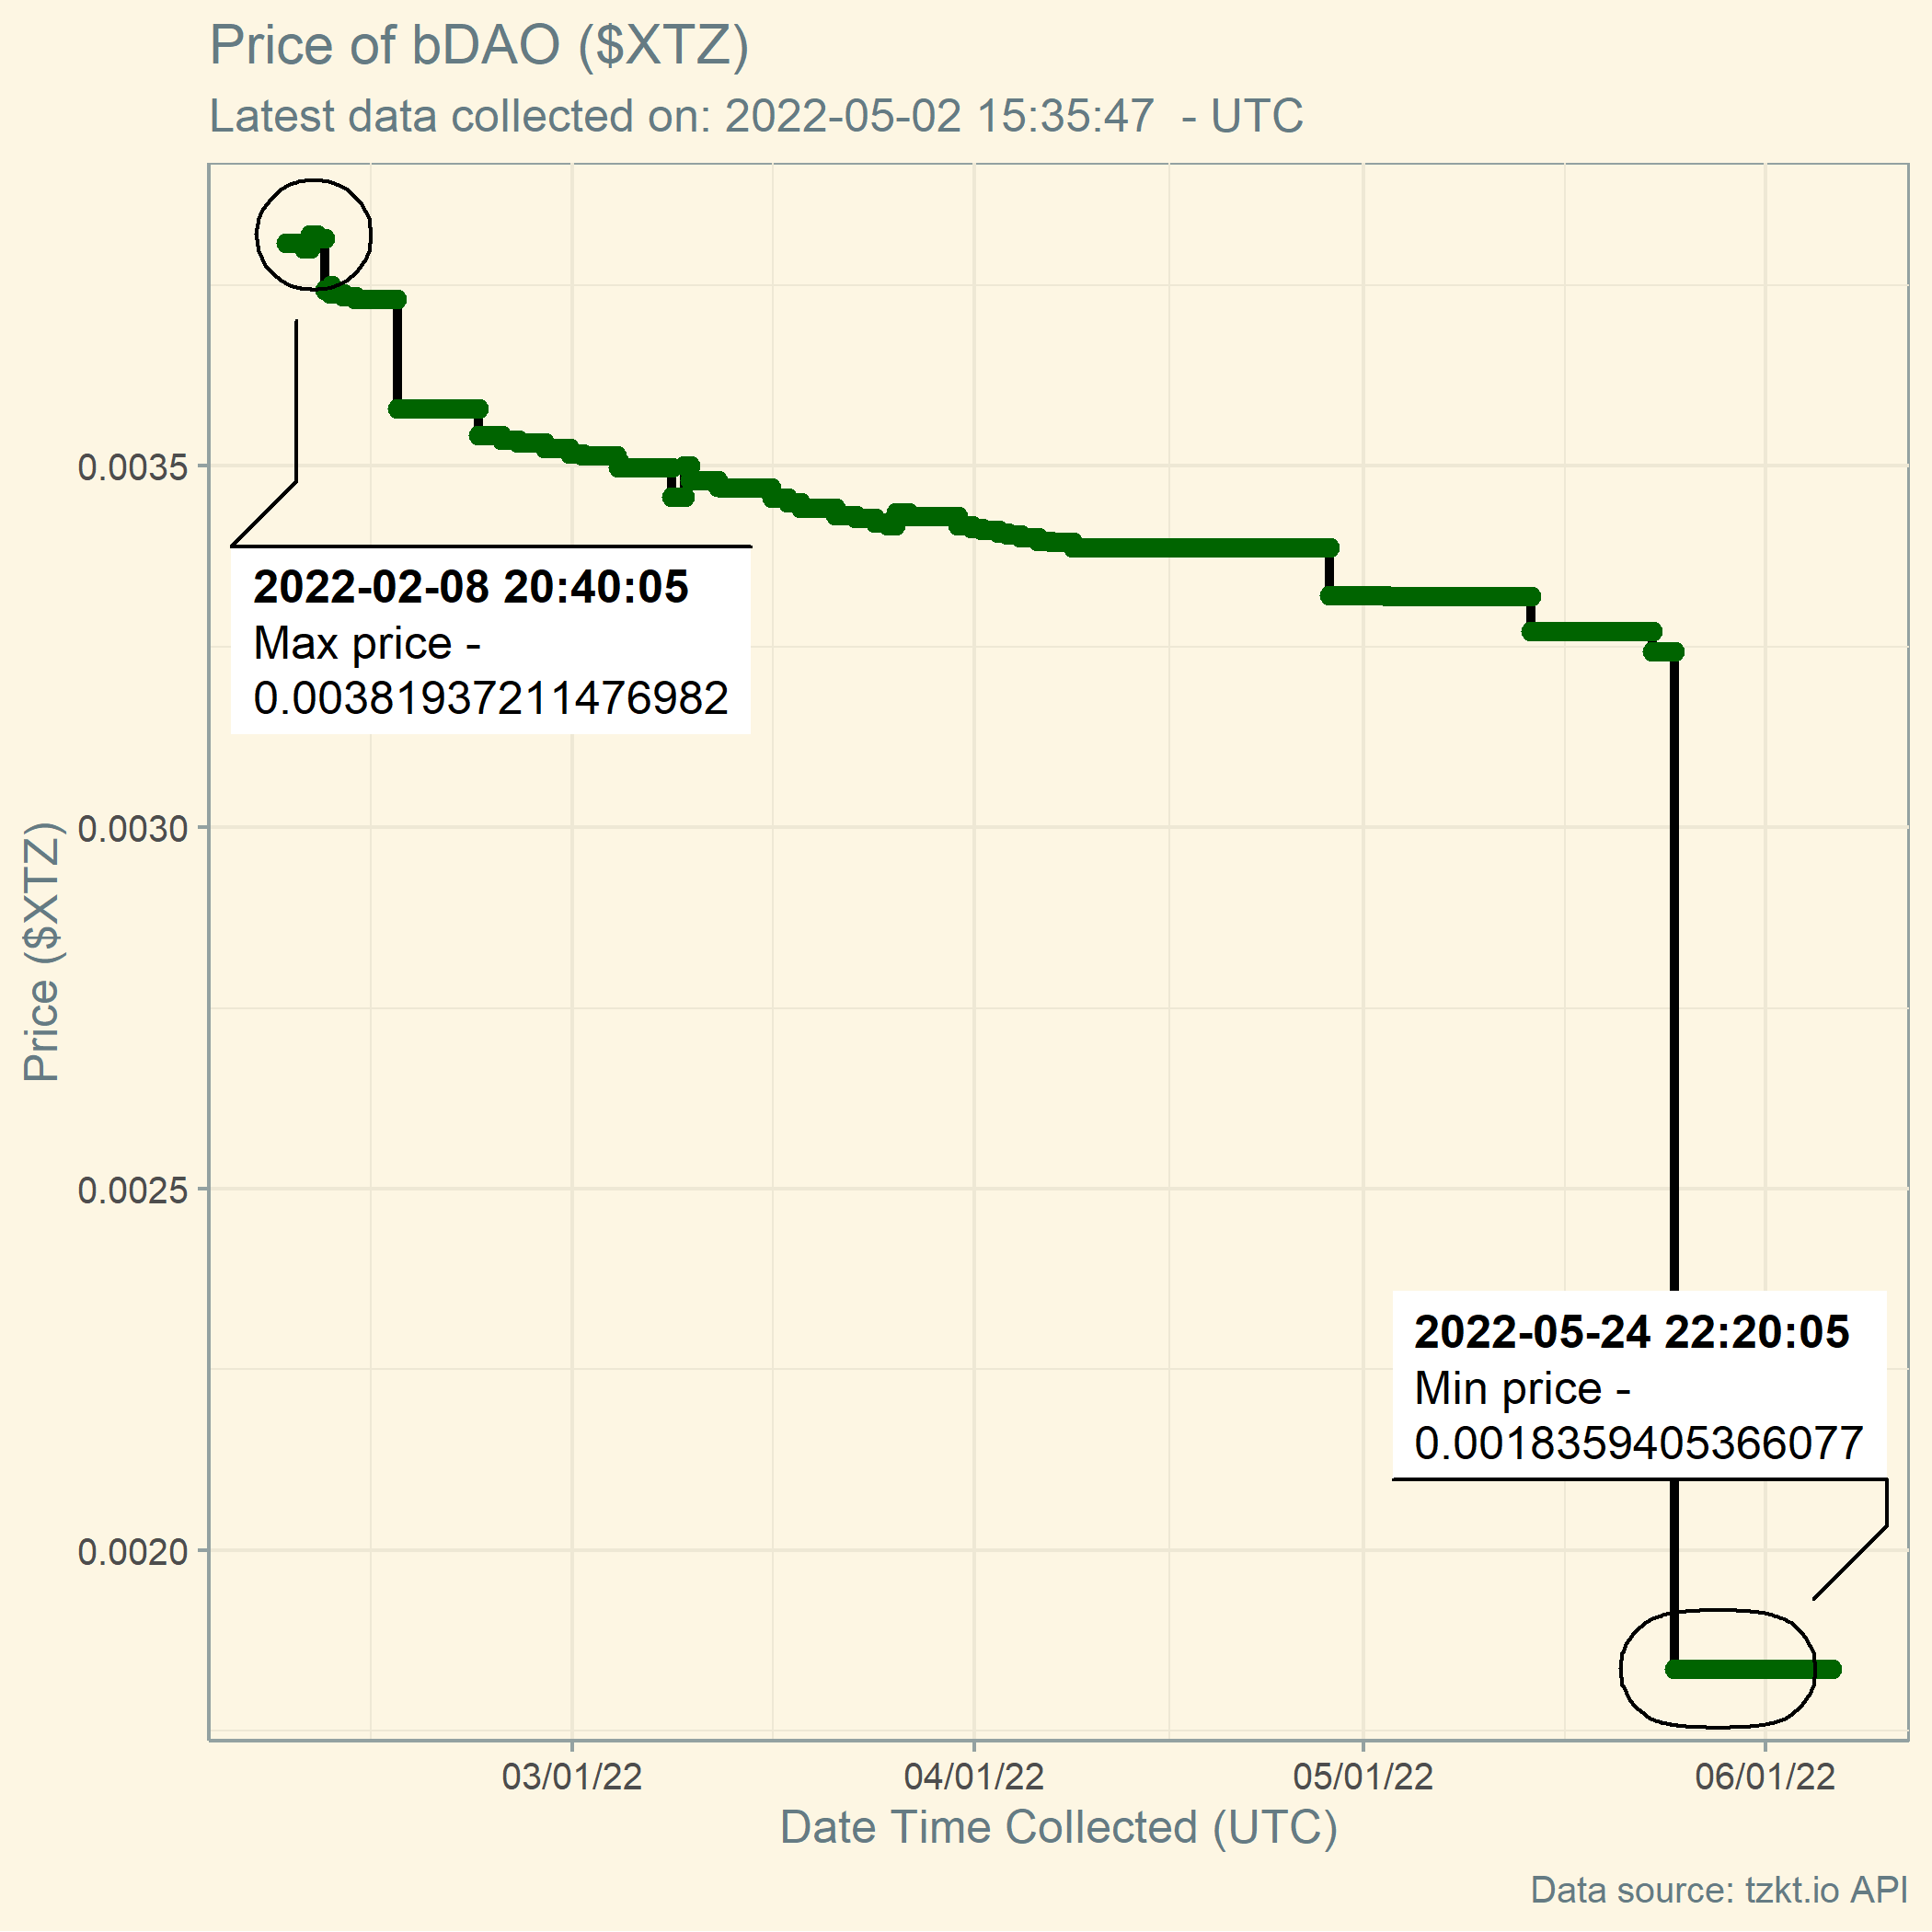 Price of bDAO ($XTZ)
Latest data collected on: 2022-05-02 15:35:47  - UTC
2022-02-08 20:40:05
Max price -
0.00381937211476982
2022-05-24 22:20:05
Min price -
0.0018359405366077
Price ($XTZ)
0.0035
0.0030
0.0025
0.0020
03/01/22
04/01/22
05/01/22
06/01/22
Date Time Collected (UTC)
Data source: tzkt.io API